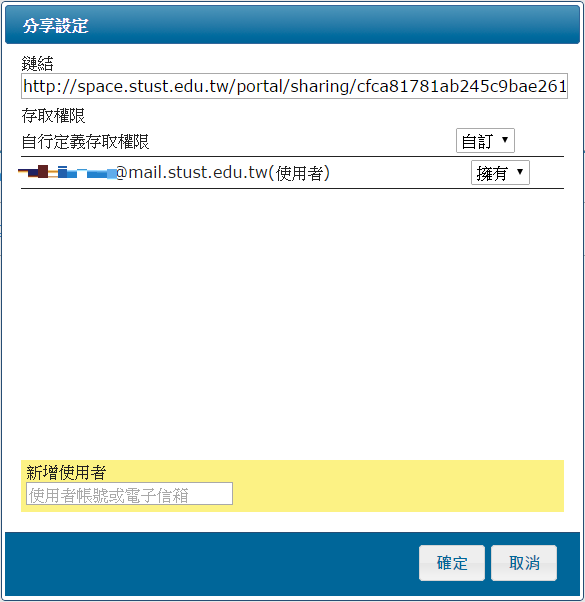 分享設定
鏈結
http://space.stust.edu.tw/portal/sharing/cfca81781ab245c9bae261
存取權限
自行定義存取權限 自訂
@mail.stust.edu.tw(使用者) 擁有
新增使用者
使用者帳號或電子信箱
確定 取消